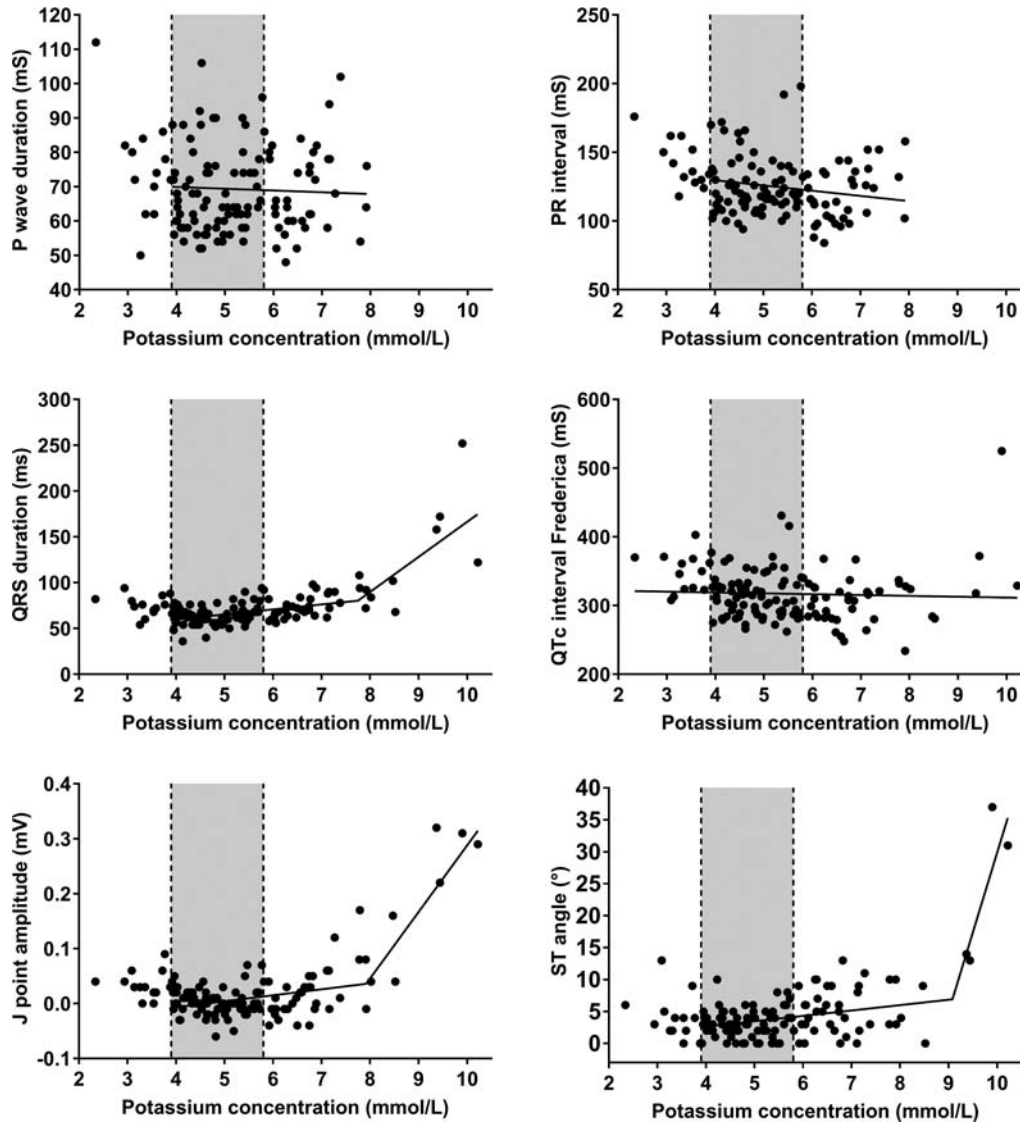 P wave duration (mS)
120
110
100
90
80
70
60
50
40
2 3 4 5 6 7 8 9 10
Potassium concentration (mmol/L)
PR interval (mS)
250
200
150
100
50
2 3 4 5 6 7 8 9 10
Potassium concentration (mmol/L)
QRS duration (ms)
300
250
200
150
100
50
0
2 3 4 5 6 7 8 9 10
Potassium concentration (mmol/L)
QTc interval Frederica (mS)
600
500
400
300
200
2 3 4 5 6 7 8 9 10
Potassium concentration (mmol/L)
J point amplitude (mV)
0.4
0.3
0.2
0.1
0.0
-0.1
2 3 4 5 6 7 8 9 10
Potassium concentration (mmol/L)
ST angle (°)
40
35
30
25
20
15
10
5
0
2 3 4 5 6 7 8 9 10
Potassium concentration (mmol/L)